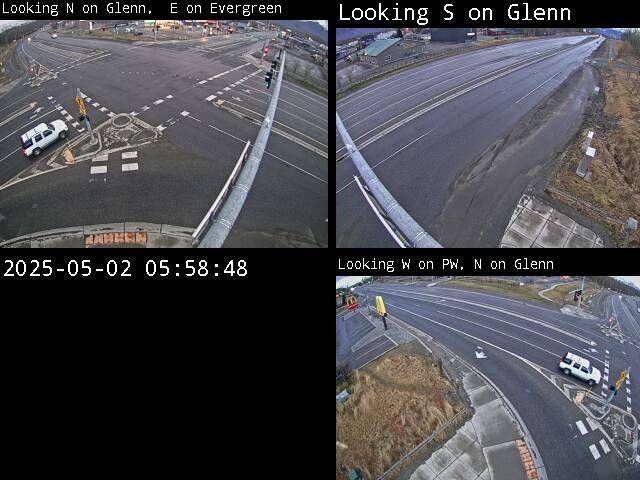 Looking N on Glenn,  E on Evergreen
Looking S on Glenn
2025-05-02 05:58:48
Looking W on PW, N on Glenn